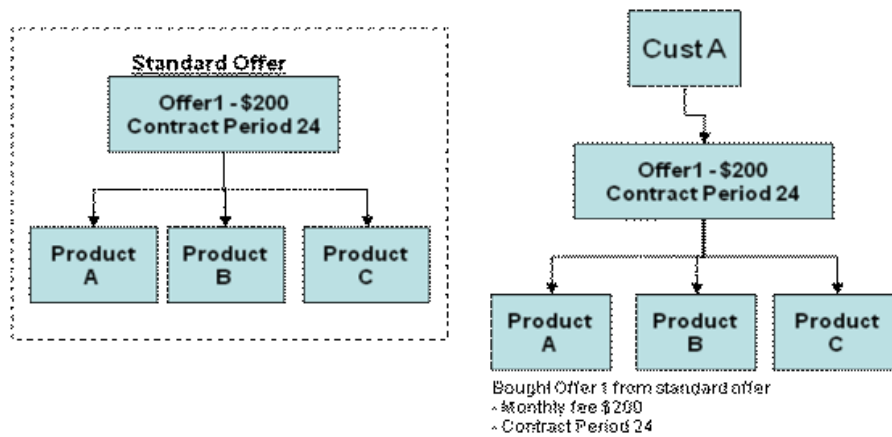 Standard Offer
Offer1 - $200
Contract Period 24
Product
A
Product
B
Product
C
Cust A
Offer1 - $200
Contract Period 24
Product
A
Product
B
Product
C
Bought Offer 1 from standard offer
- Monthly fee $200
- Contract Period 24